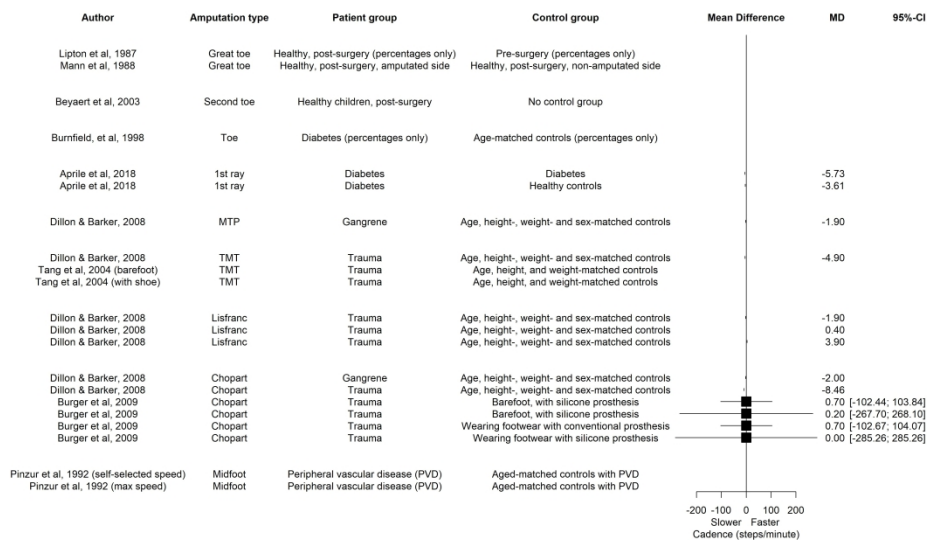 Author Amputation type Patient group Control group Mean Difference MD 95%-CI
Lipton et al, 1987 Great toe Healthy, post-surgery (percentages only) Pre-surgery (percentages only)
Mann et al, 1988 Great toe Healthy, post-surgery, amputated side Healthy, post-surgery, non-amputated side
Beyaert et al, 2003 Second toe Healthy children, post-surgery No control group
Burnfield, et al, 1998 Toe Diabetes (percentages only) Age-matched controls (percentages only)
Aprile et al, 2018 1st ray Diabetes Diabetes -5.73
Aprile et al, 2018 1st ray Diabetes Healthy controls -3.61
Dillon & Barker, 2008 MTP Gangrene Age, height-, weight- and sex-matched controls -1.90
Dillon & Barker, 2008 TMT Trauma Age, height-, weight- and sex-matched controls -4.90
Tang et al, 2004 (barefoot) TMT Trauma Age, height, and weight-matched controls
Tang et al, 2004 (with shoe) TMT Trauma Age, height, and weight-matched controls
Dillon & Barker, 2008 Lisfranc Trauma Age, height-, weight- and sex-matched controls -1.90
Dillon & Barker, 2008 Lisfranc Trauma Age, height-, weight- and sex-matched controls 0.40
Dillon & Barker, 2008 Lisfranc Trauma Age, height-, weight- and sex-matched controls 3.90
Dillon & Barker, 2008 Chopart Gangrene Age, height-, weight- and sex-matched controls -2.00
Dillon & Barker, 2008 Chopart Trauma Age, height-, weight- and sex-matched controls -8.46
Burger et al, 2009 Chopart Trauma Barefoot, with silicone prosthesis 0.70 [-102.44; 103.84]
Burger et al, 2009 Chopart Trauma Barefoot, with silicone prosthesis 0.20 [-267.70; 268.10]
Burger et al, 2009 Chopart Trauma Wearing footwear with conventional prosthesis 0.70 [-102.67; 104.07]
Burger et al, 2009 Chopart Trauma Wearing footwear with silicone prosthesis 0.00 [-285.26; 285.26]
Pinzur et al, 1992 (self-selected speed) Midfoot Peripheral vascular disease (PVD) Aged-matched controls with PVD
Pinzur et al, 1992 (max speed) Midfoot Peripheral vascular disease (PVD) Aged-matched controls with PVD
-200 -100 0 100 200
Slower Faster
Cadence (steps/minute)